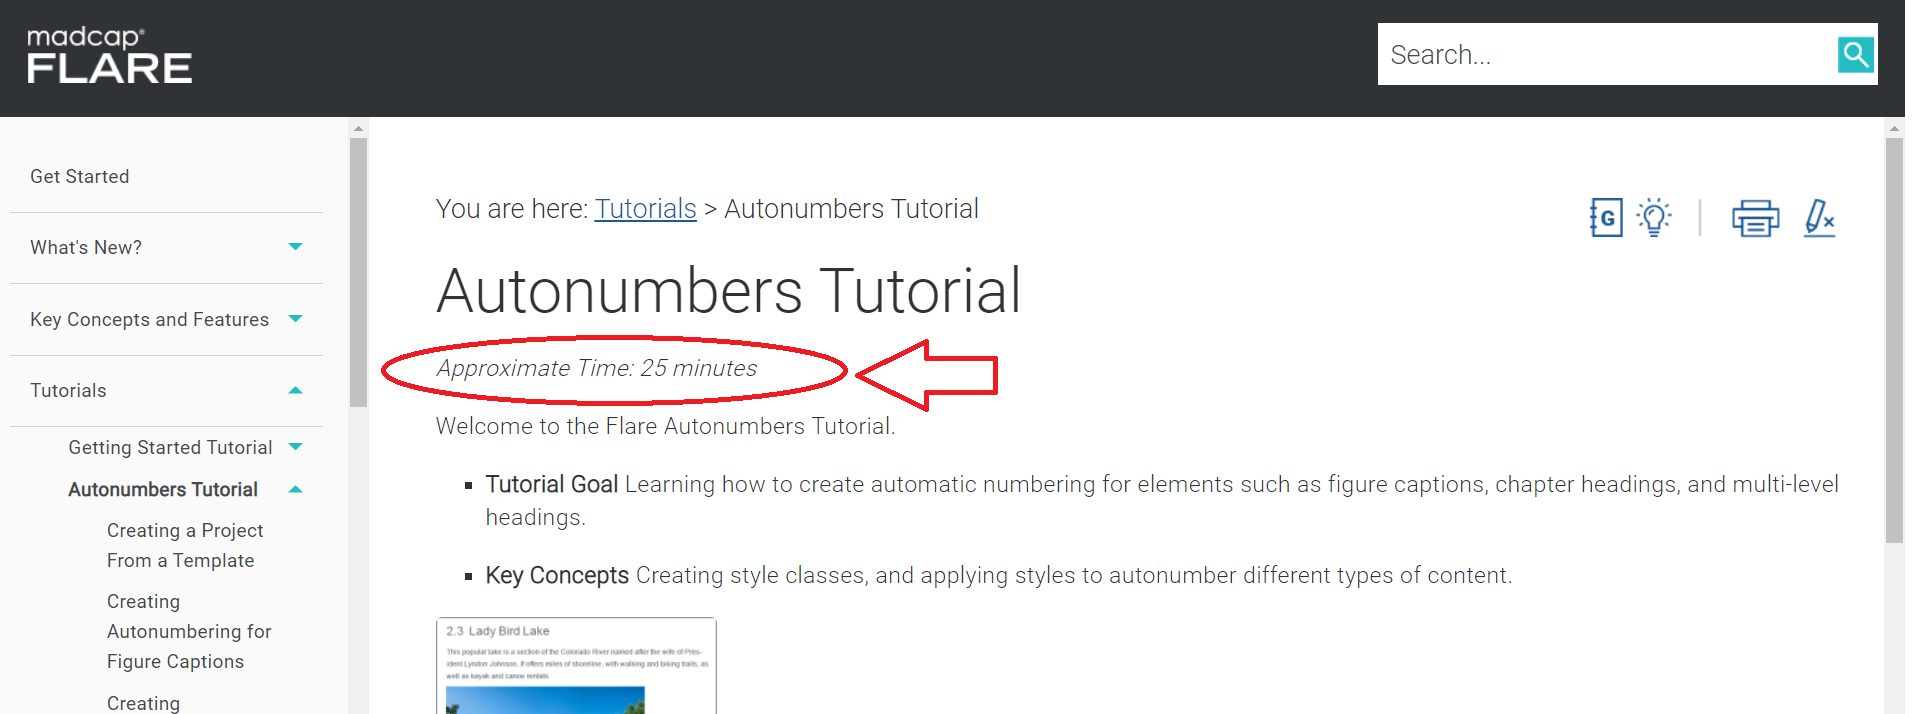 madcap®
FLARE
Search...
Get Started
What's New?
Key Concepts and Features
Tutorials
Getting Started Tutorial
Autonumbers Tutorial
Creating a Project
From a Template
Creating
Autonumbering for
Figure Captions
Creating
You are here: Tutorials > Autonumbers Tutorial
G
Autonumbers Tutorial
Approximate Time: 25 minutes
Welcome to the Flare Autonumbers Tutorial.
▪ Tutorial Goal Learning how to create automatic numbering for elements such as figure captions, chapter headings, and multi-level
headings.
▪ Key Concepts Creating style classes, and applying styles to autonumber different types of content.
2.3 Lady Bird Lake
This popular lake is a section of the Colorado River named after the wife of Pres-
ident Lyndon Johnson. It offers miles of shoreline, with walking and biking trails, as
well as kayak and canoe rentals.